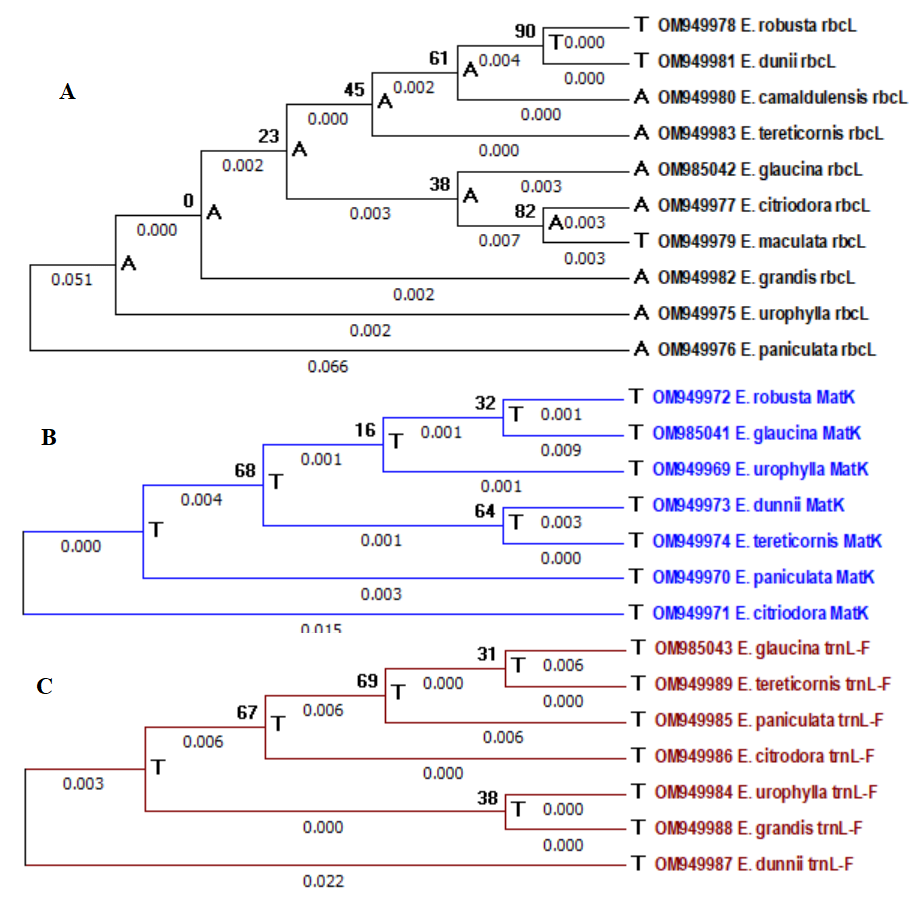 90 T OM949978 E. robusta rbcL
T 0.000
61 0.004 T OM949981 E. dunii rbcL
A 0.000
45 0.002 A OM949980 E. camaldulensis rbcL
A A 0.000
23 0.000 A OM949983 E. tereticornis rbcL
A 0.000
0.002 A OM985042 E. glaucina rbcL
38 A 0.003
0 0.003 82 A OM949977 E. citriodora rbcL
A A 0.003
0.000 0.007 T OM949979 E. maculata rbcL
A 0.003
0.051 A OM949982 E. grandis rbcL
0.002
A OM949975 E. urophylla rbcL
0.002
A OM949976 E. paniculata rbcL
0.066
B
32 T OM949972 E. robusta MatK
T 0.001
16 0.001 T OM985041 E. glaucina MatK
T 0.009
68 0.001 T OM949969 E. urophylla MatK
T 0.001
0.004 64 T OM949973 E. dunnii MatK
T T 0.003
0.000 0.001 T OM949974 E. tereticornis MatK
0.000
T OM949970 E. paniculata MatK
0.003
T OM949971 E. citriodora MatK
0.015
C
31 T OM985043 E. glaucina trnL-F
T 0.006
69 0.000 T OM949989 E. tereticornis trnL-F
T 0.000
67 0.006 T OM949985 E. paniculata trnL-F
T 0.006
0.006 T OM949986 E. citrodora trnL-F
T 0.000
0.003 38 T OM949984 E. urophylla trnL-F
T 0.000
0.000 T OM949988 E. grandis trnL-F
0.000
T OM949987 E. dunnii trnL-F
0.022